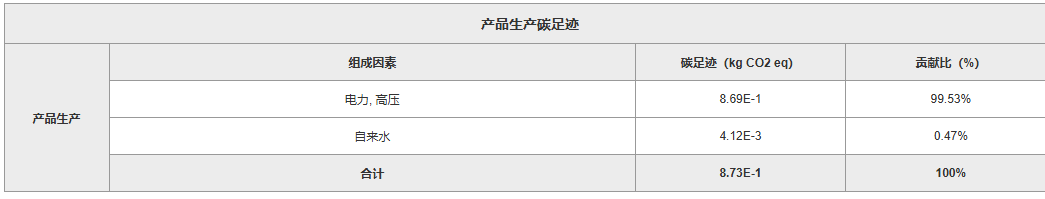 产品生产碳足迹
组成因素 碳足迹（kg CO2 eq） 贡献比（%）
电力, 高压 8.69E-1 99.53%
产品生产
自来水 4.12E-3 0.47%
合计 8.73E-1 100%